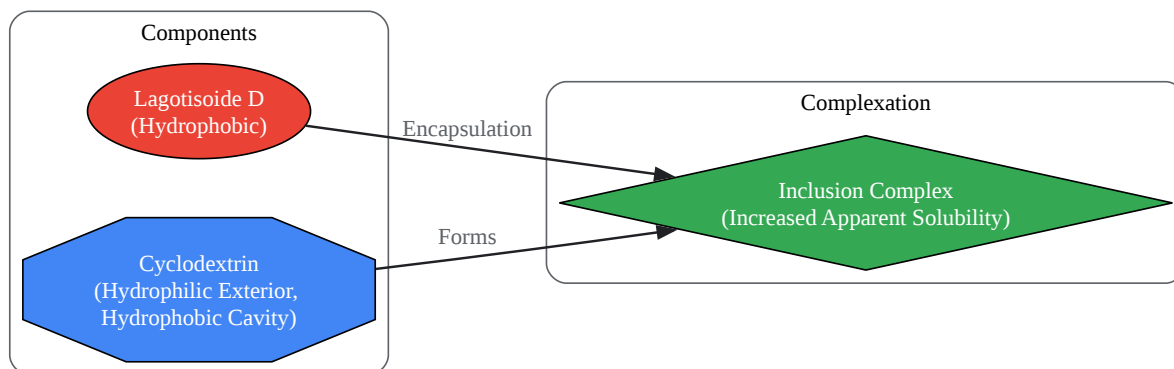 Components
Lagotisoide D
(Hydrophobic)
Encapsulation
Cyclodextrin
(Hydrophilic Exterior,
Hydrophobic Cavity)
Forms
Complexation
Inclusion Complex
(Increased Apparent Solubility)